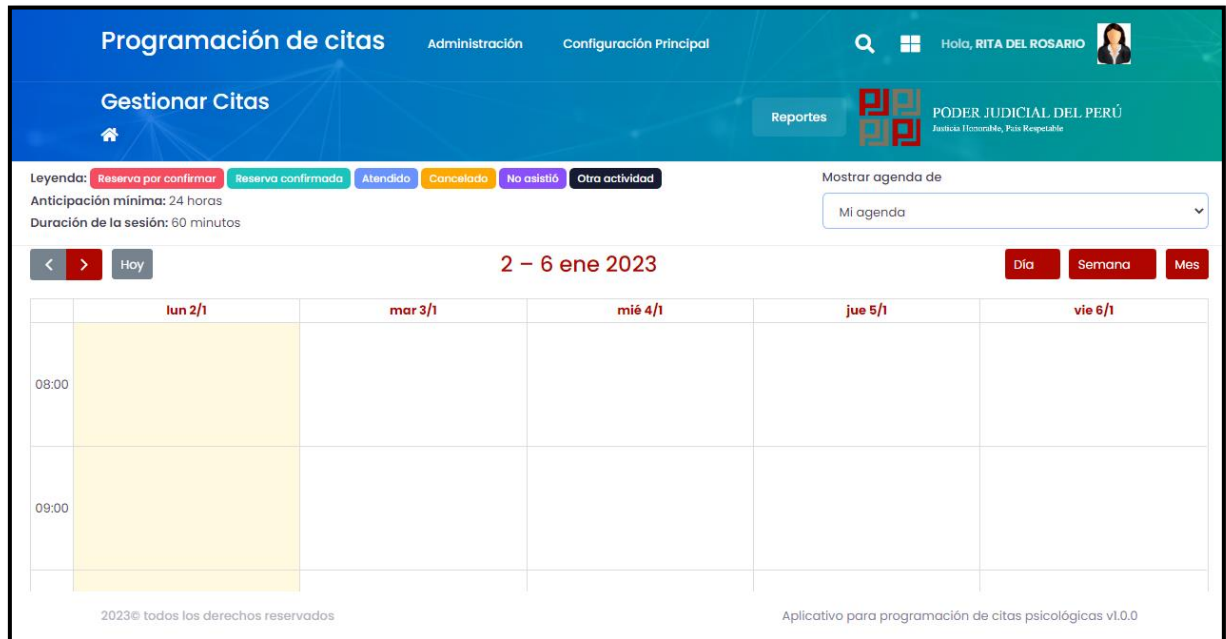 Programación de citas Administración Configuración Principal Hola, RITA DEL ROSARIO
Gestionar Citas
Reportes
PODER JUDICIAL DEL PERÚ
Justicia Honorable, País Respetable
Leyenda: Reserva por confirmar Reserva confirmada Atendido Cancelado No asistió Otra actividad
Anticipación mínima: 24 horas
Duración de la sesión: 60 minutos
Mostrar agenda de
Mi agenda
Hoy 2 – 6 ene 2023 Día Semana Mes
lun 2/1 mar 3/1 mié 4/1 jue 5/1 vie 6/1
08:00
09:00
2023© todos los derechos reservados Aplicativo para programación de citas psicológicas v1.0.0